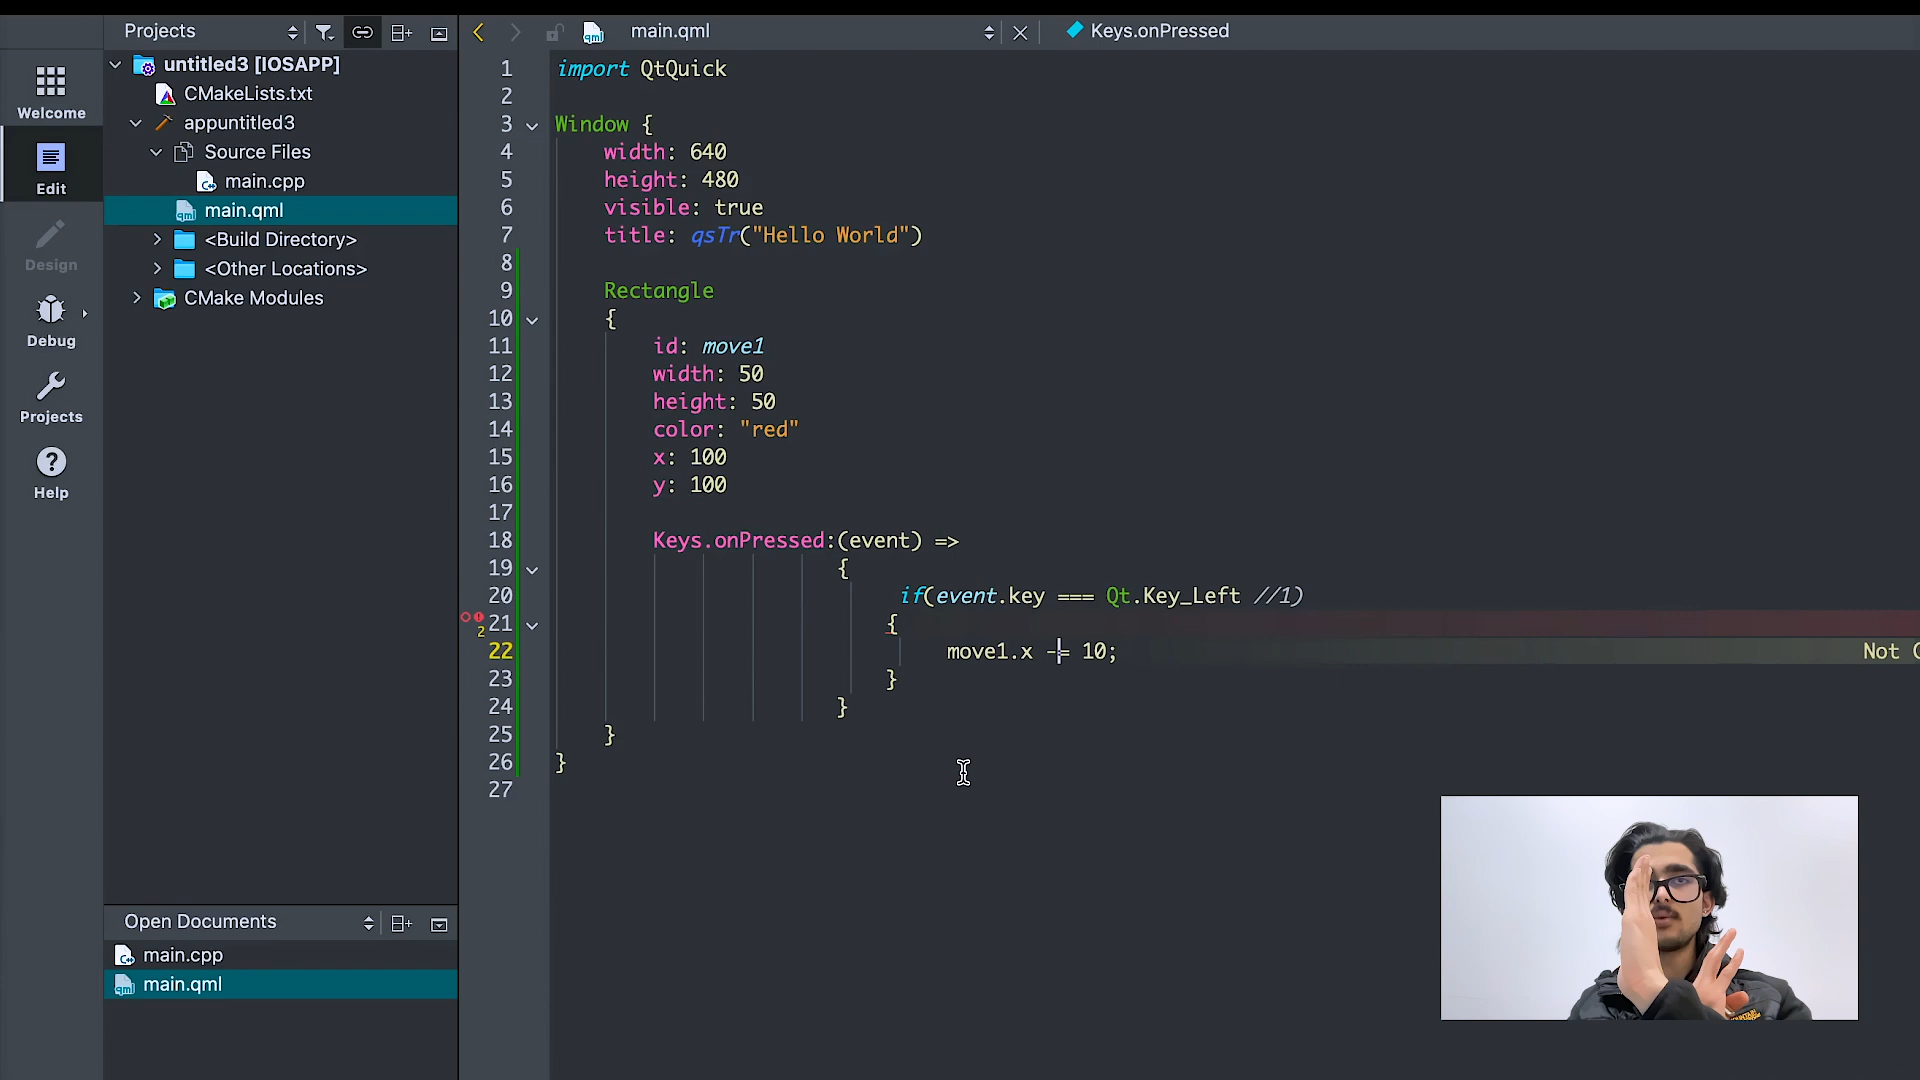 Projects
main.qml
Keys.onPressed
Welcome
Edit
Design
Debug
Projects
Help
untitled3 [IOSAPP]
CMakeLists.txt
appuntitled3
Source Files
main.cpp
main.qml
<Build Directory>
<Other Locations>
CMake Modules
1 import QtQuick
2
3 Window {
4 width: 640
5 height: 480
6 visible: true
7 title: qsTr("Hello World")
8
9 Rectangle
10 {
11 id: move1
12 width: 50
13 height: 50
14 color: "red"
15 x: 100
16 y: 100
17
18 Keys.onPressed:(event) =>
19 {
20 if(event.key === Qt.Key_Left //1)
2 21 {
22 move1.x -= 10; Not
23 }
24 }
25 }
26 }
27
Open Documents
main.cpp
main.qml